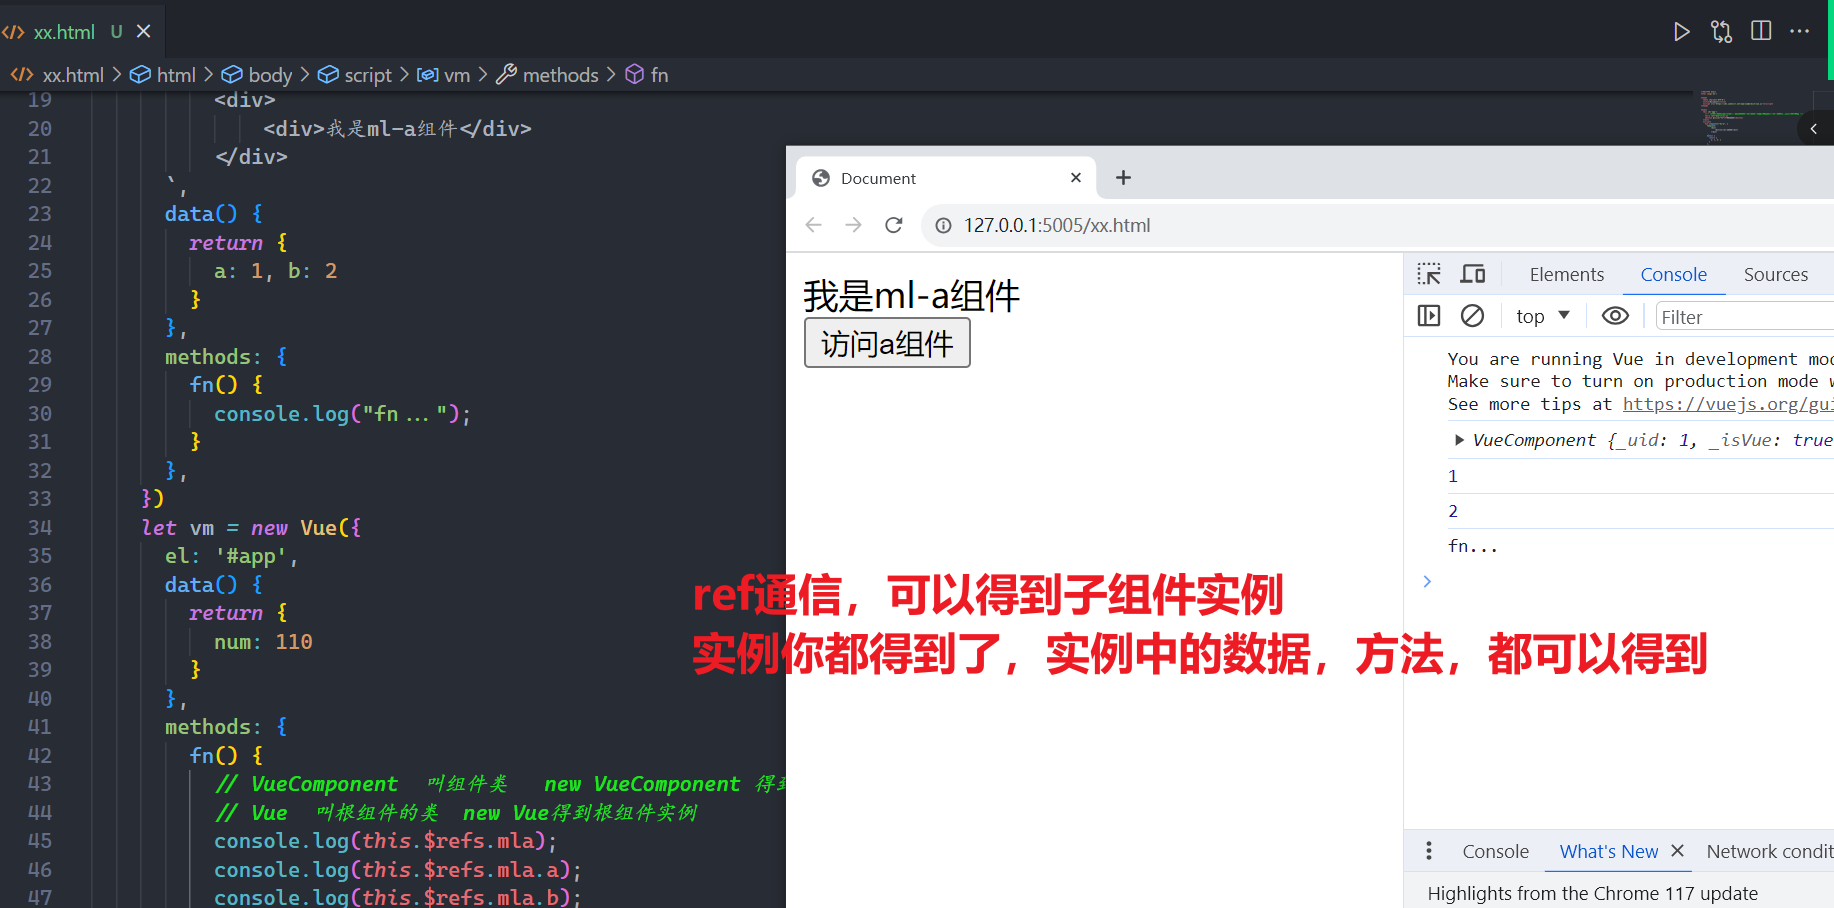 xx.html U
xx.html > html > body > script > vm > methods > fn
19 <div>
20 <div>我是ml-a组件</div>
21 </div>
22 `,
23 data() {
24 return {
25 a: 1, b: 2
26 }
27 },
28 methods: {
29 fn() {
30 console.log("fn...");
31 }
32 },
33 })
34 let vm = new Vue({
35 el: '#app',
36 data() {
37 return {
38 num: 110
39 }
40 },
41 methods: {
42 fn() {
43 // VueComponent 叫组件类 new VueComponent 得到
44 // Vue 叫根组件的类 new Vue得到根组件实例
45 console.log(this.$refs.mla);
46 console.log(this.$refs.mla.a);
47 console.log(this.$refs.mla.b);
Document
127.0.0.1:5005/xx.html
我是ml-a组件
访问a组件
Elements Console Sources
top Filter
You are running Vue in development mod
Make sure to turn on production mode w
See more tips at https://vuejs.org/gui
VueComponent {_uid: 1, _isVue: true
1
2
fn...
ref通信，可以得到子组件实例
实例你都得到了，实例中的数据，方法，都可以得到
Console What's New Network condit
Highlights from the Chrome 117 update